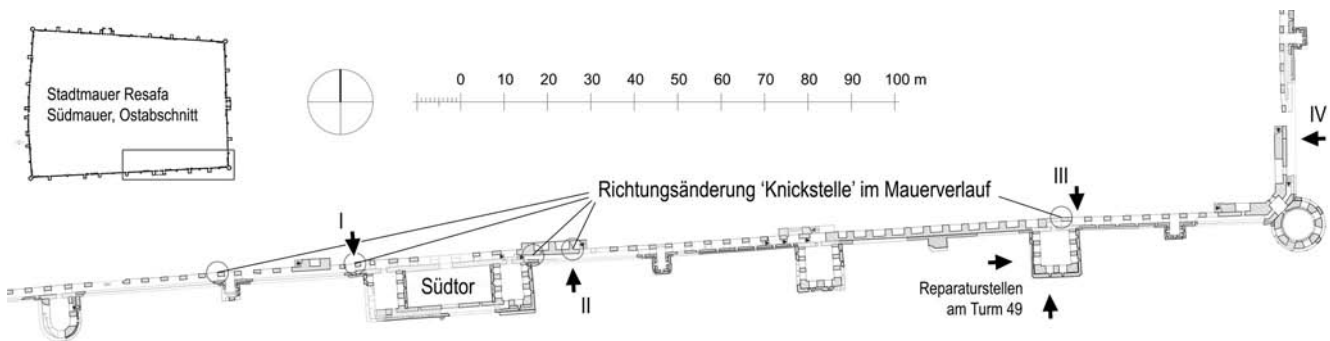 Stadtmauer Resafa
Südmauer, Ostabschnitt
0 10 20 30 40 50 60 70 80 90 100 m
IV
Richtungsänderung 'Knickstelle' im Mauerverlauf
III
I
Südtor
II
Reparaturstellen
am Turm 49